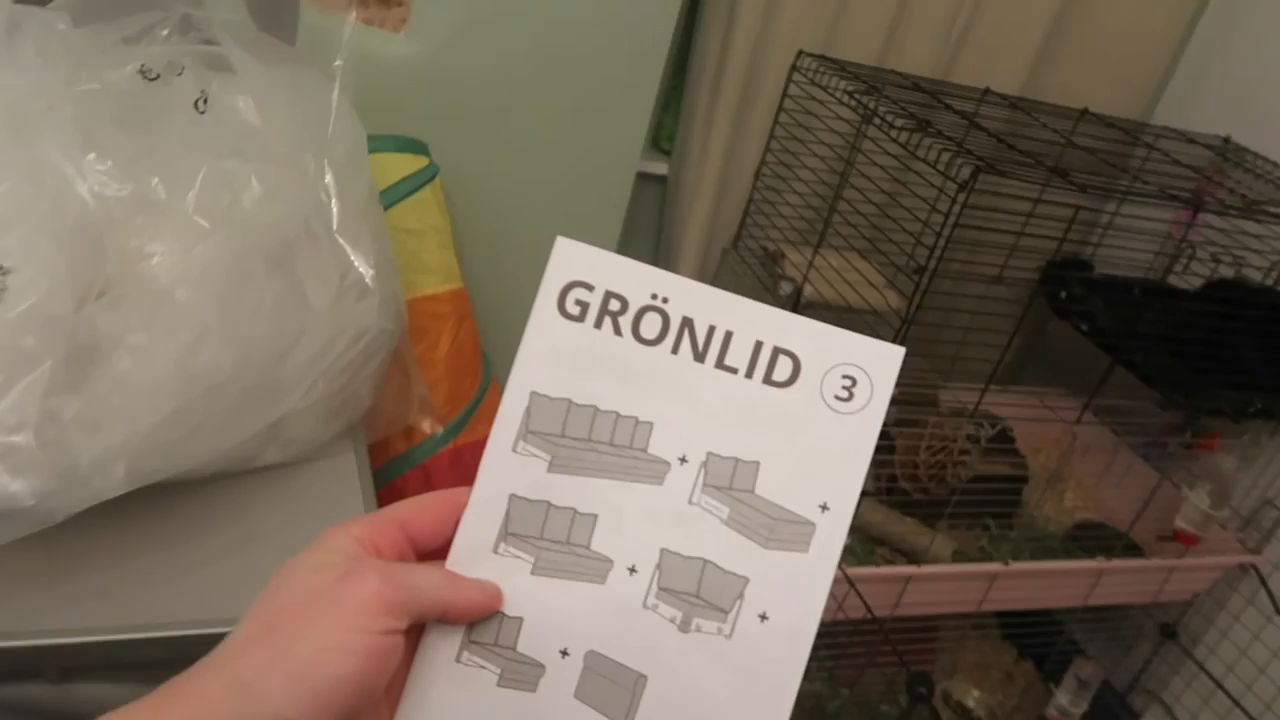 GRÖNLID 3
+ +
+ +
+